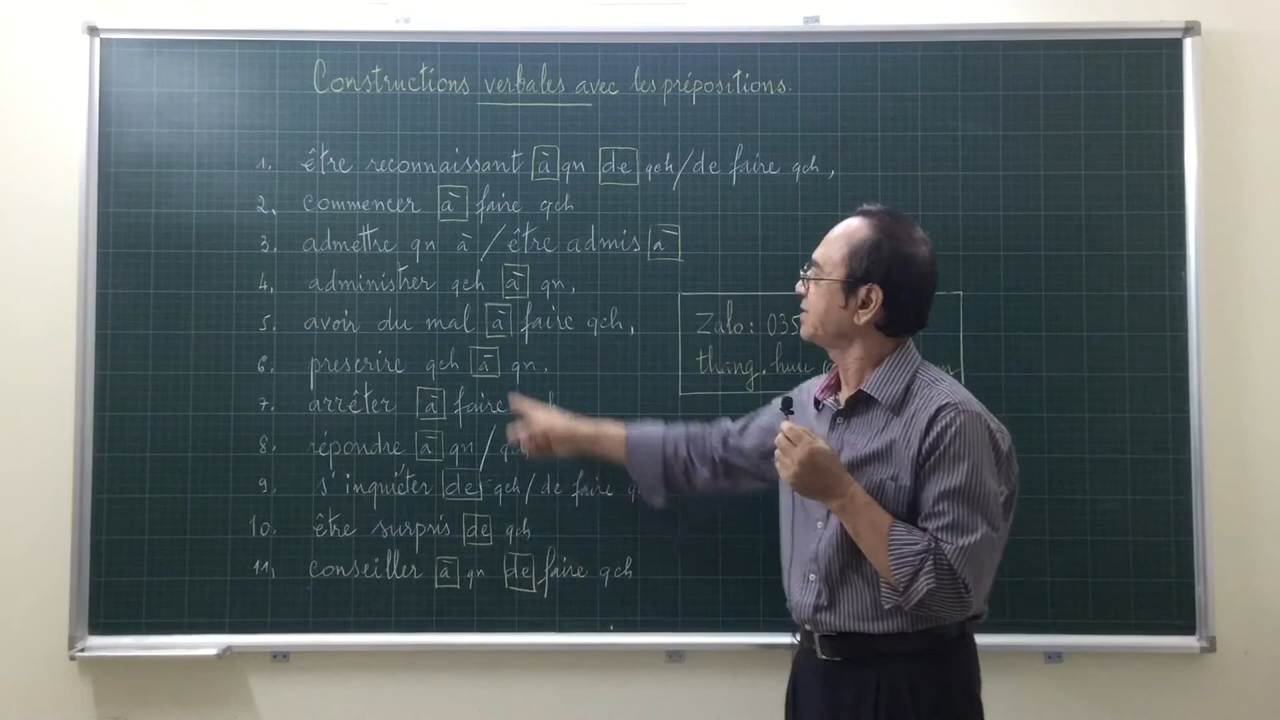 Constructions verbales avec les prépositions.
1. être reconnaissant à qn de qch/de faire qch,
2. commencer à faire qch
3. admettre qn à / être admis à
4. administrer qch à qn,
5. avoir du mal à faire qch,
6. prescrire qch à qn.
7. arrêter à faire
8. répondre à qn /
9. s'inquiéter de qch/ de faire
10. être surpris de qch
11, conseiller à qn de faire qch
Zalo: 035
thang.huu